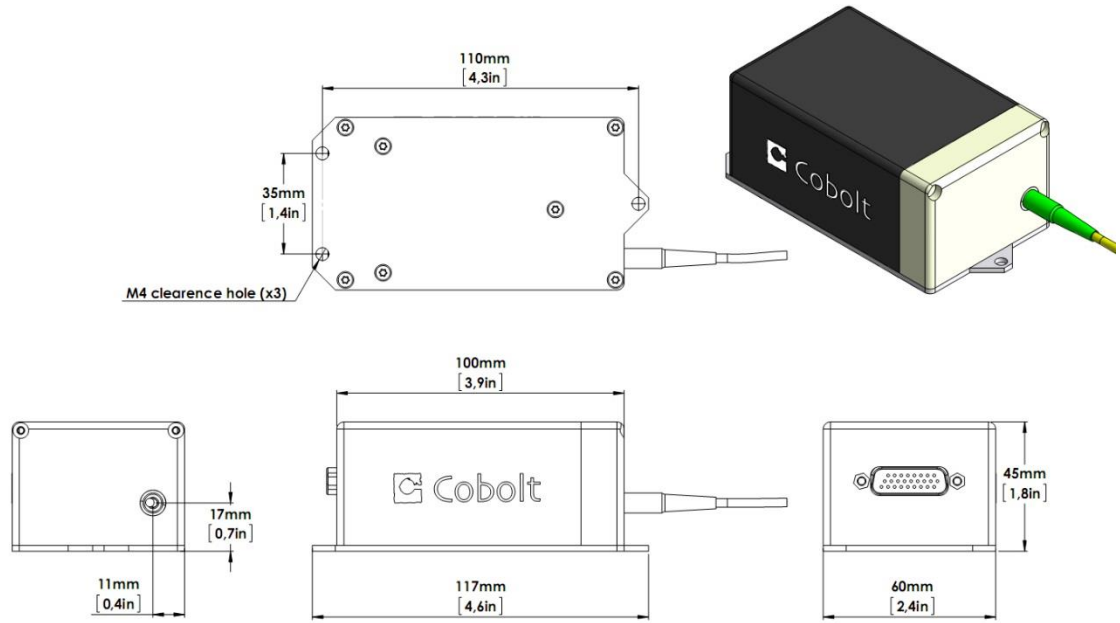 110mm
[4,3in]
35mm
[1,4in]
M4 clearence hole (x3)
Cobolt
100mm
[3,9in]
Cobolt
17mm
[0,7in]
11mm
[0,4in]
117mm
[4,6in]
45mm
[1,8in]
60mm
[2,4in]